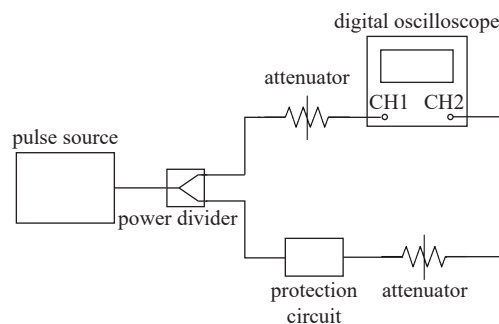 digital oscilloscope
attenuator
CH1 CH2
pulse source
power divider
protection
circuit
attenuator